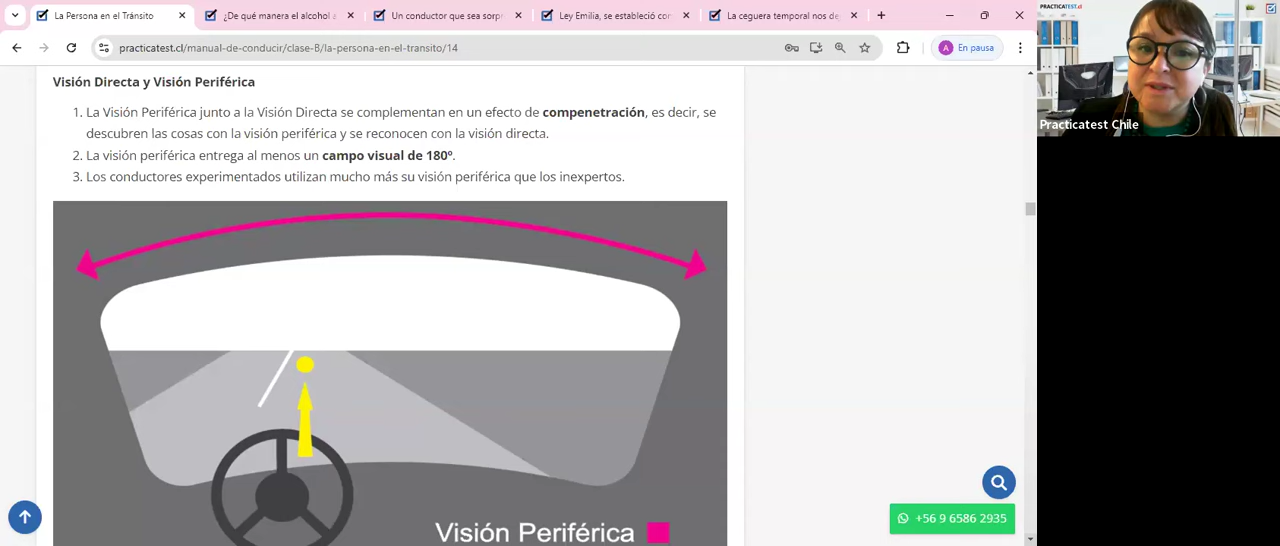 La Persona en el Tránsito
¿De qué manera el alcohol a
Un conductor que sea sorpr
Ley Emilia, se estableció con
La ceguera temporal nos de
practicatest.cl/manual-de-conducir/clase-B/la-persona-en-el-transito/14
A
En pausa
PRACTICATEST.cl
Practicatest Chile
Visión Directa y Visión Periférica
1. La Visión Periférica junto a la Visión Directa se complementan en un efecto de compenetración, es decir, se
descubren las cosas con la visión periférica y se reconocen con la visión directa.
2. La visión periférica entrega al menos un campo visual de 180º.
3. Los conductores experimentados utilizan mucho más su visión periférica que los inexpertos.
Visión Periférica
+56 9 6586 2935